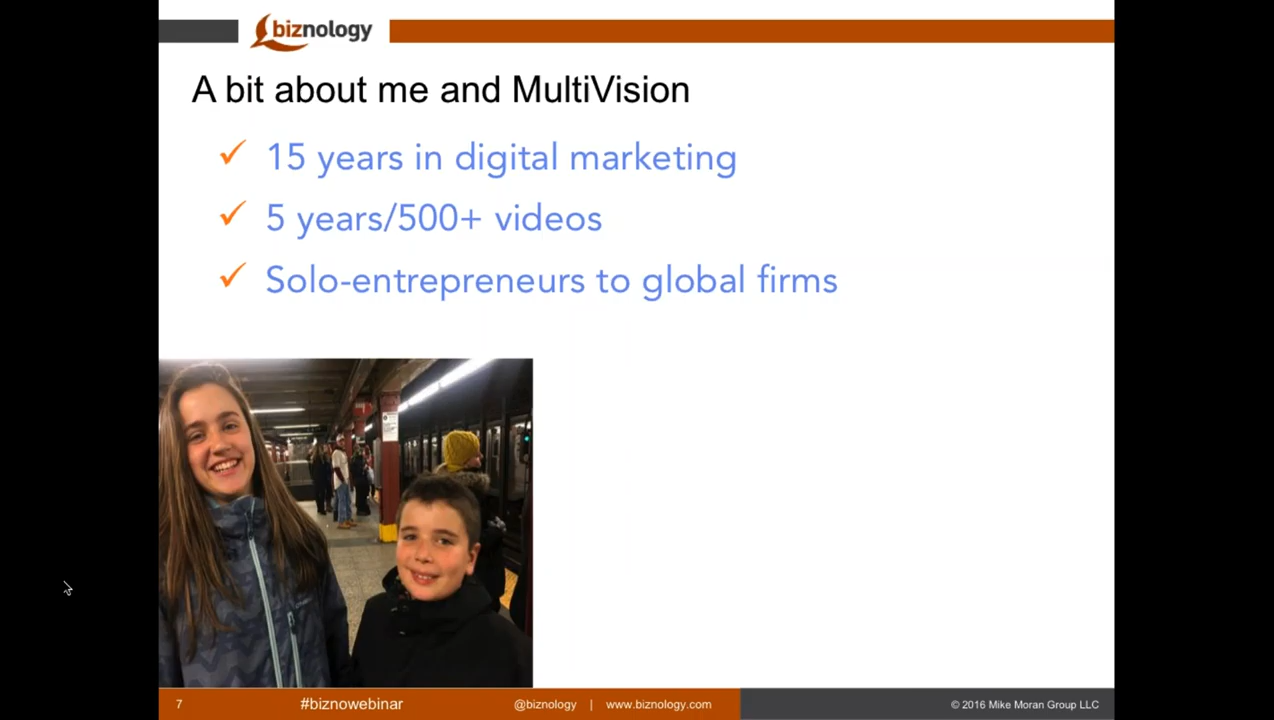 biznology
A bit about me and MultiVision
15 years in digital marketing
5 years/500+ videos
Solo-entrepreneurs to global firms
7
#biznowebinar
@biznology | www.biznology.com
© 2016 Mike Moran Group LLC